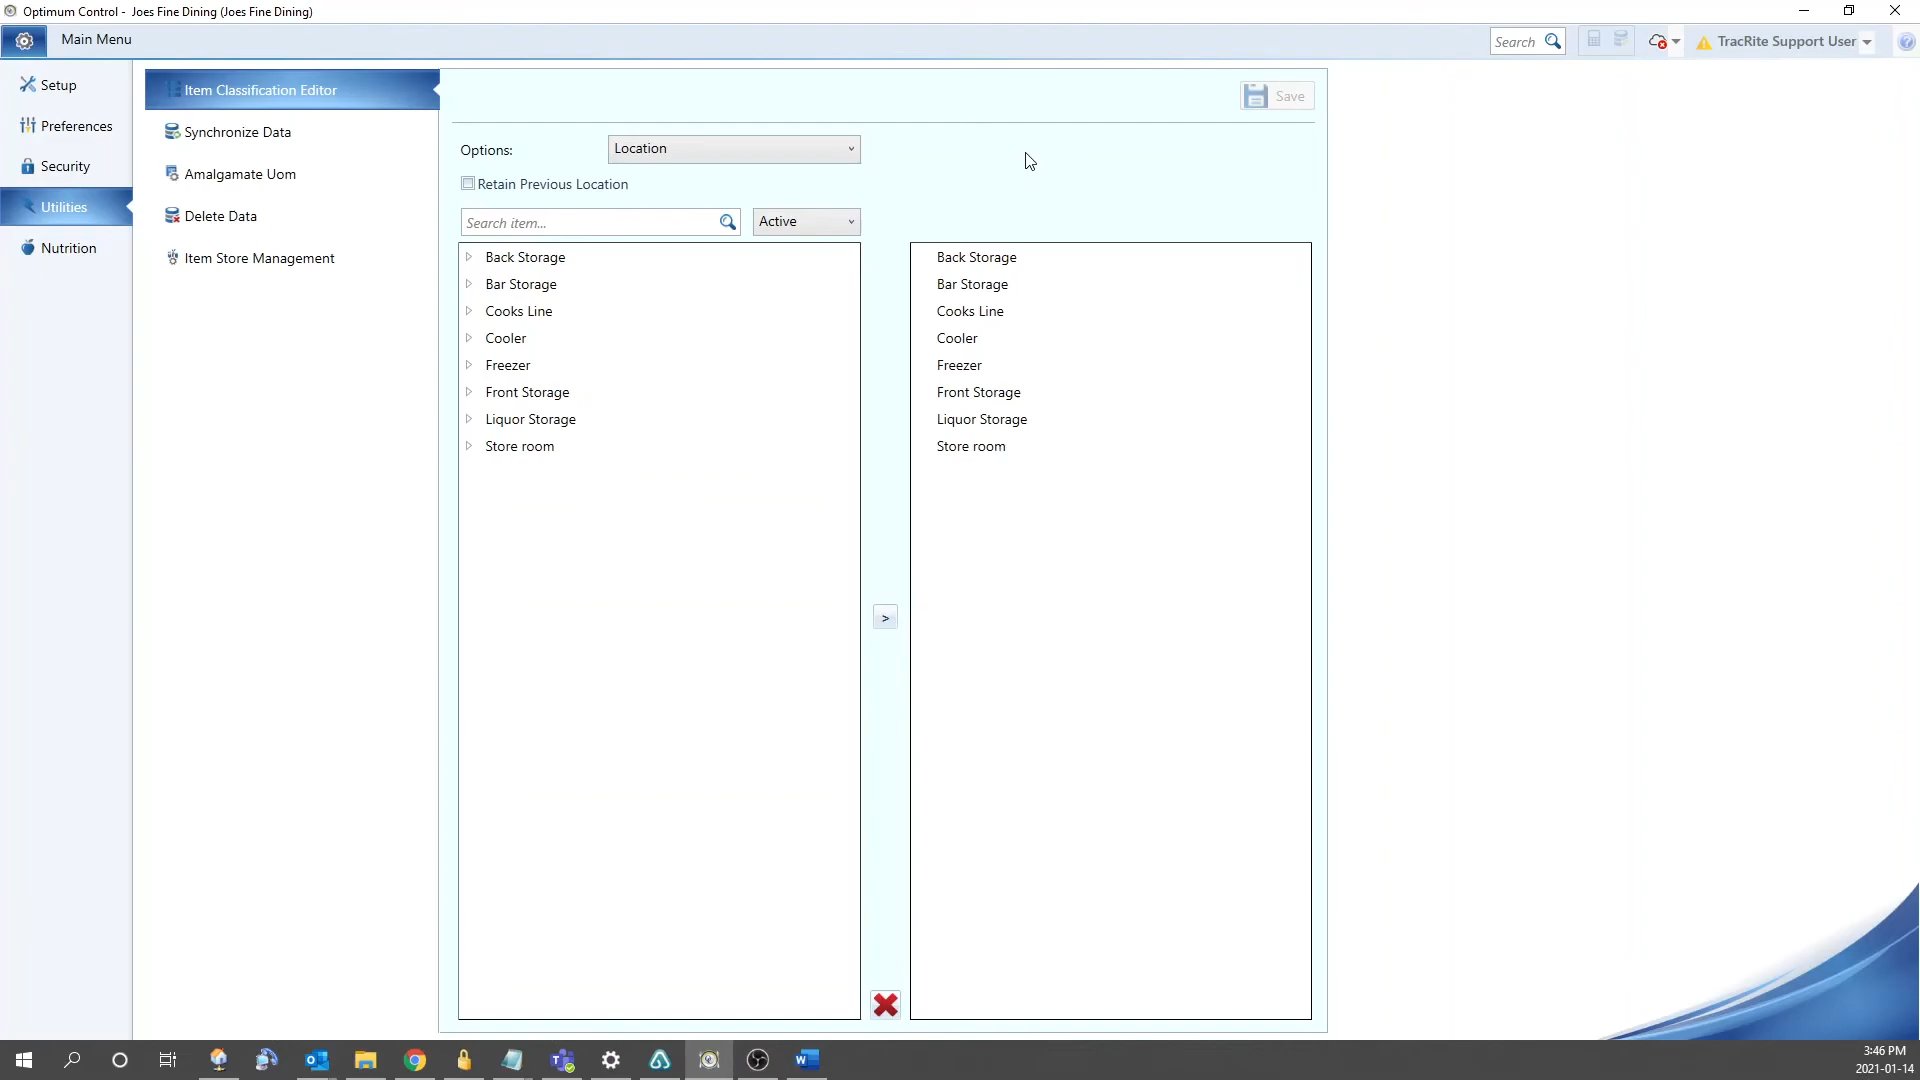 Optimum Control - Joes Fine Dining (Joes Fine Dining)
Main Menu
Search
TracRite Support User
Setup
Preferences
Security
Utilities
Nutrition
Item Classification Editor
Synchronize Data
Amalgamate Uom
Delete Data
Item Store Management
Save
Options:
Location
Retain Previous Location
Search item...
Active
Back Storage
Bar Storage
Cooks Line
Cooler
Freezer
Front Storage
Liquor Storage
Store room
>
Back Storage
Bar Storage
Cooks Line
Cooler
Freezer
Front Storage
Liquor Storage
Store room
3:46 PM
2021-01-14